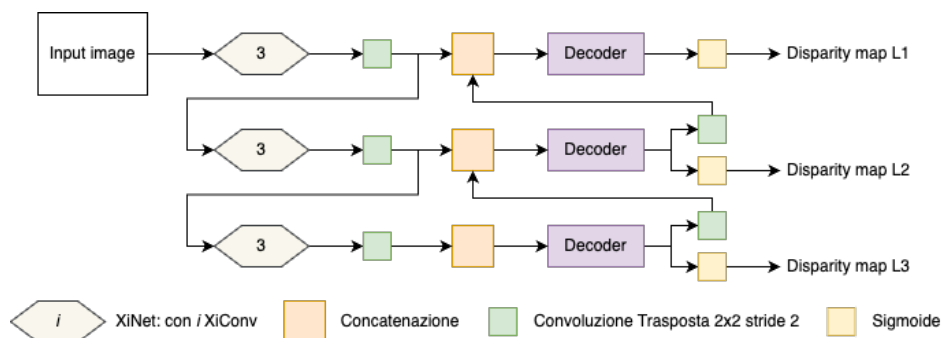 Input image
3
Decoder
Disparity map L1
3
Decoder
Disparity map L2
3
Decoder
Disparity map L3
i
XiNet: con i XiConv
Concatenazione
Convoluzione Trasposta 2x2 stride 2
Sigmoide